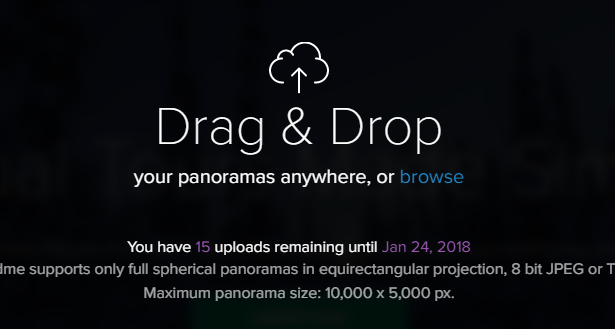 Drag & Drop
your panoramas anywhere, or browse
You have 15 uploads remaining until Jan 24, 2018
supports only full spherical panoramas in equirectangular projection, 8 bit JPEG or
Maximum panorama size: 10,000 x 5,000 px.